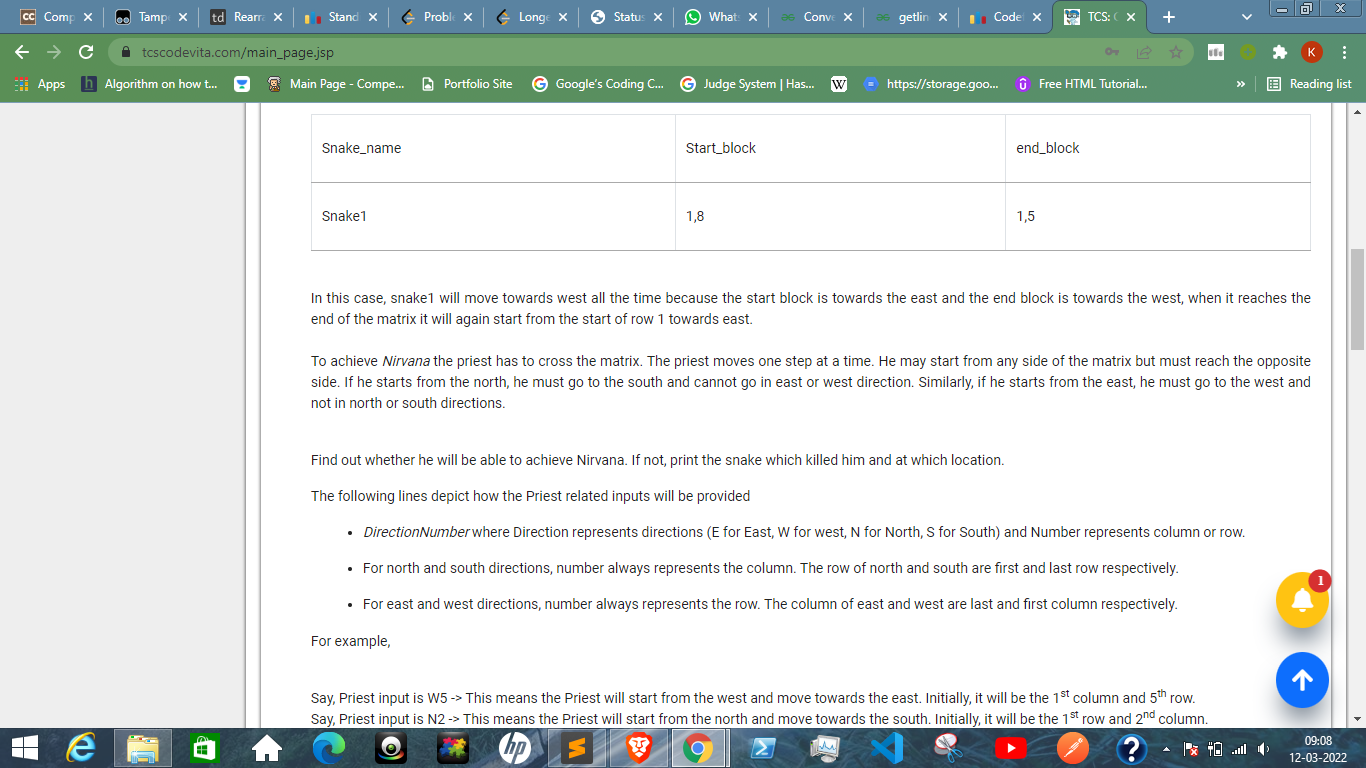 Comp
Tamp
Rearra
Stand
Proble
Longe
Status
Whats
Conve
getlin
Codef
TCS: C
tcscodevita.com/main_page.jsp
K
Apps
Algorithm on how t...
Main Page - Compe...
Portfolio Site
Google's Coding C...
Judge System | Has...
https://storage.goo...
Free HTML Tutorial...
»
Reading list
Snake_name Start_block end_block
Snake1 1,8 1,5
In this case, snake1 will move towards west all the time because the start block is towards the east and the end block is towards the west, when it reaches the
end of the matrix it will again start from the start of row 1 towards east.
To achieve Nirvana the priest has to cross the matrix. The priest moves one step at a time. He may start from any side of the matrix but must reach the opposite
side. If he starts from the north, he must go to the south and cannot go in east or west direction. Similarly, if he starts from the east, he must go to the west and
not in north or south directions.
Find out whether he will be able to achieve Nirvana. If not, print the snake which killed him and at which location.
The following lines depict how the Priest related inputs will be provided
• DirectionNumber where Direction represents directions (E for East, W for west, N for North, S for South) and Number represents column or row.
• For north and south directions, number always represents the column. The row of north and south are first and last row respectively.
• For east and west directions, number always represents the row. The column of east and west are last and first column respectively.
1
For example,
Say, Priest input is W5 -> This means the Priest will start from the west and move towards the east. Initially, it will be the 1st column and 5th row.
Say, Priest input is N2 -> This means the Priest will start from the north and move towards the south. Initially, it will be the 1st row and 2nd column.
09:08
12-03-2022